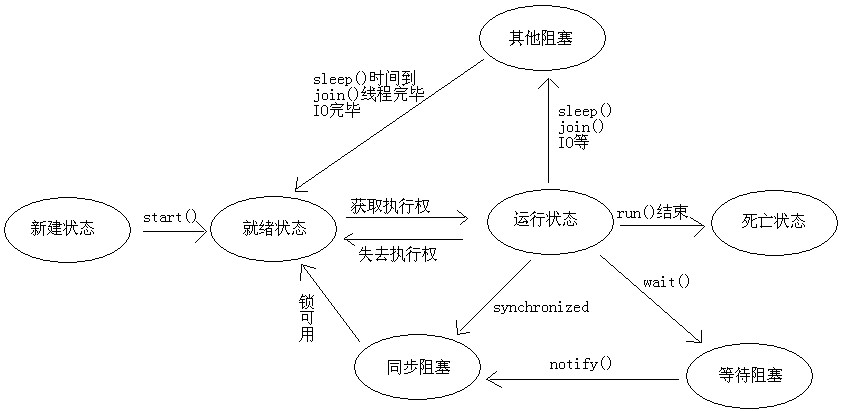 其他阻塞
sleep()时间到
join()线程完毕
IO完毕
sleep()
join()
IO等
新建状态
start()
就绪状态
获取执行权
失去执行权
运行状态
run()结束
死亡状态
锁可用
synchronized
wait()
同步阻塞
notify()
等待阻塞